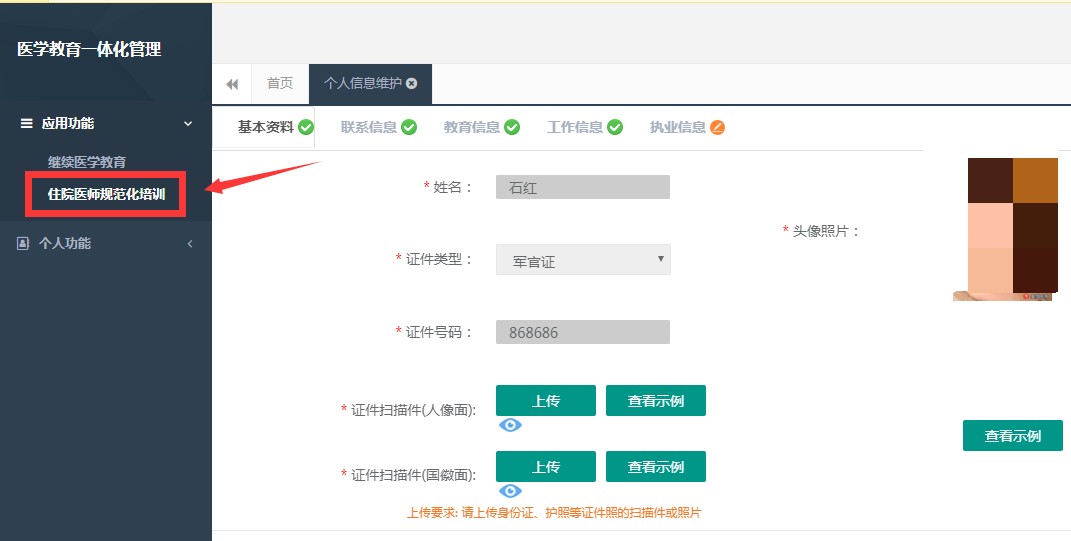 医学教育一体化管理
首页 个人信息维护
应用功能
继续医学教育
住院医师规范化培训
个人功能
基本资料 联系信息 教育信息 工作信息 执业信息
* 姓名： 石红
* 头像照片：
* 证件类型： 军官证
* 证件号码： 868686
* 证件扫描件(人像面): 上传 查看示例
查看示例
* 证件扫描件(国徽面): 上传 查看示例
上传要求: 请上传身份证、护照等证件照的扫描件或照片